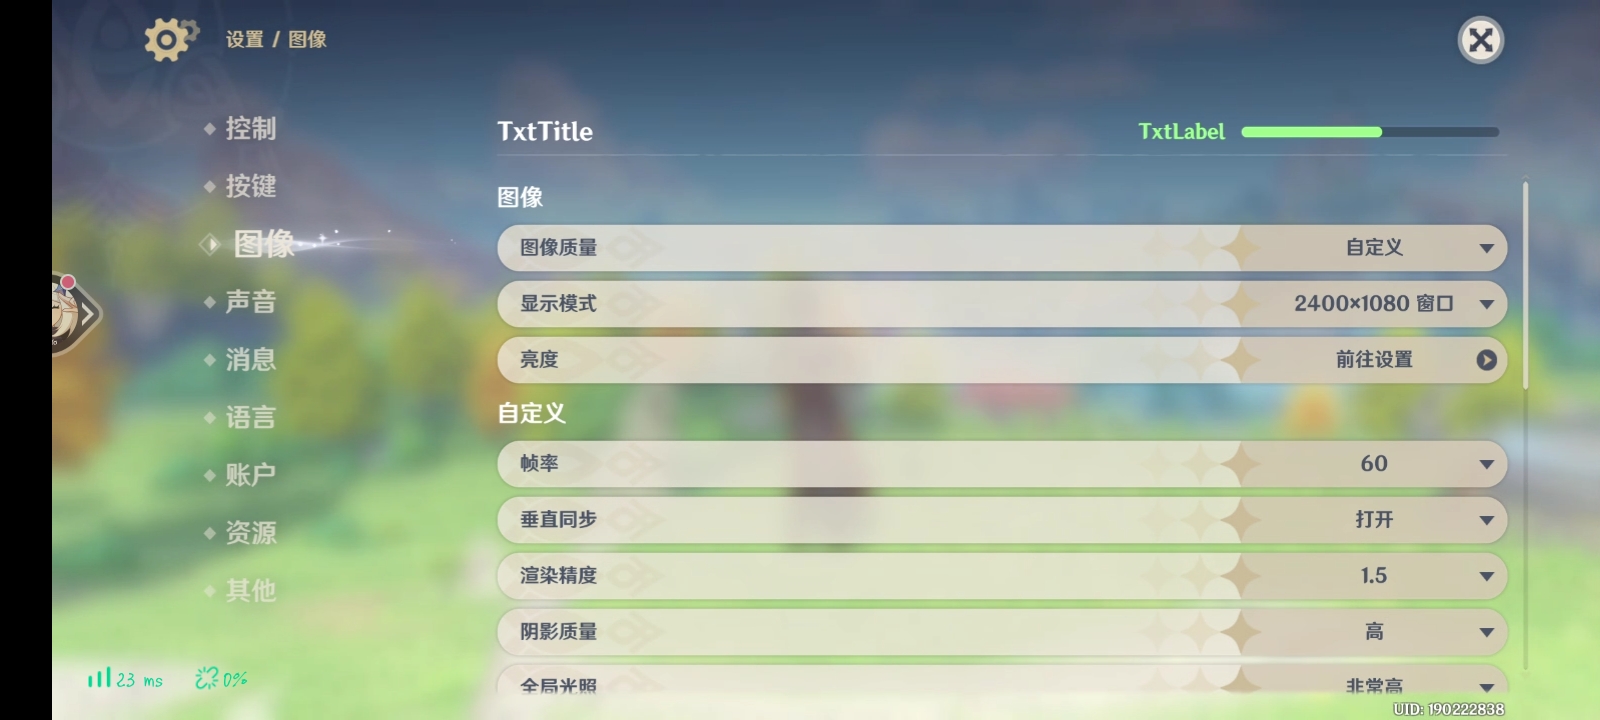 设置 / 图像
控制
按键
图像
声音
消息
语言
账户
资源
其他
TxtTitle
TxtLabel
图像
图像质量 自定义
显示模式 2400×1080 窗口
亮度 前往设置
自定义
帧率 60
垂直同步 打开
渲染精度 1.5
阴影质量 高
全局光照 非常高
23 ms 0%
UID: 190222838